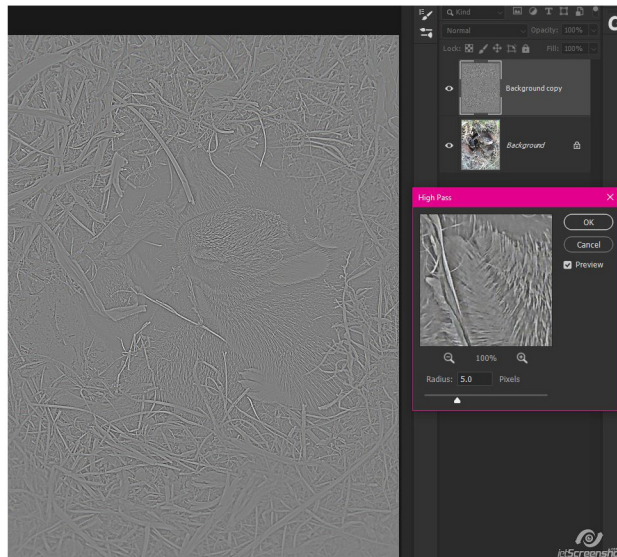 Kind
Normal Opacity: 100%
Lock: Fill: 100%
Background copy
Background
High Pass
OK
Cancel
Preview
100%
Radius: 5.0 Pixels
jetScreenshot